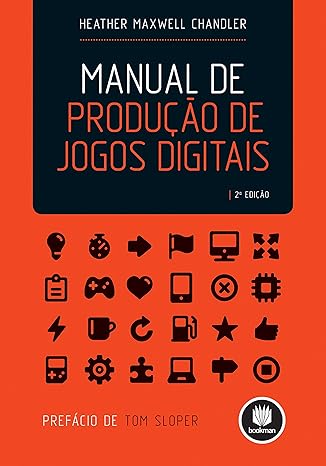 HEATHER MAXWELL CHANDLER
MANUAL DE
PRODUÇÃO DE
JOGOS DIGITAIS
| 2ª EDIÇÃO
PREFÁCIO DE TOM SLOPER
bookman